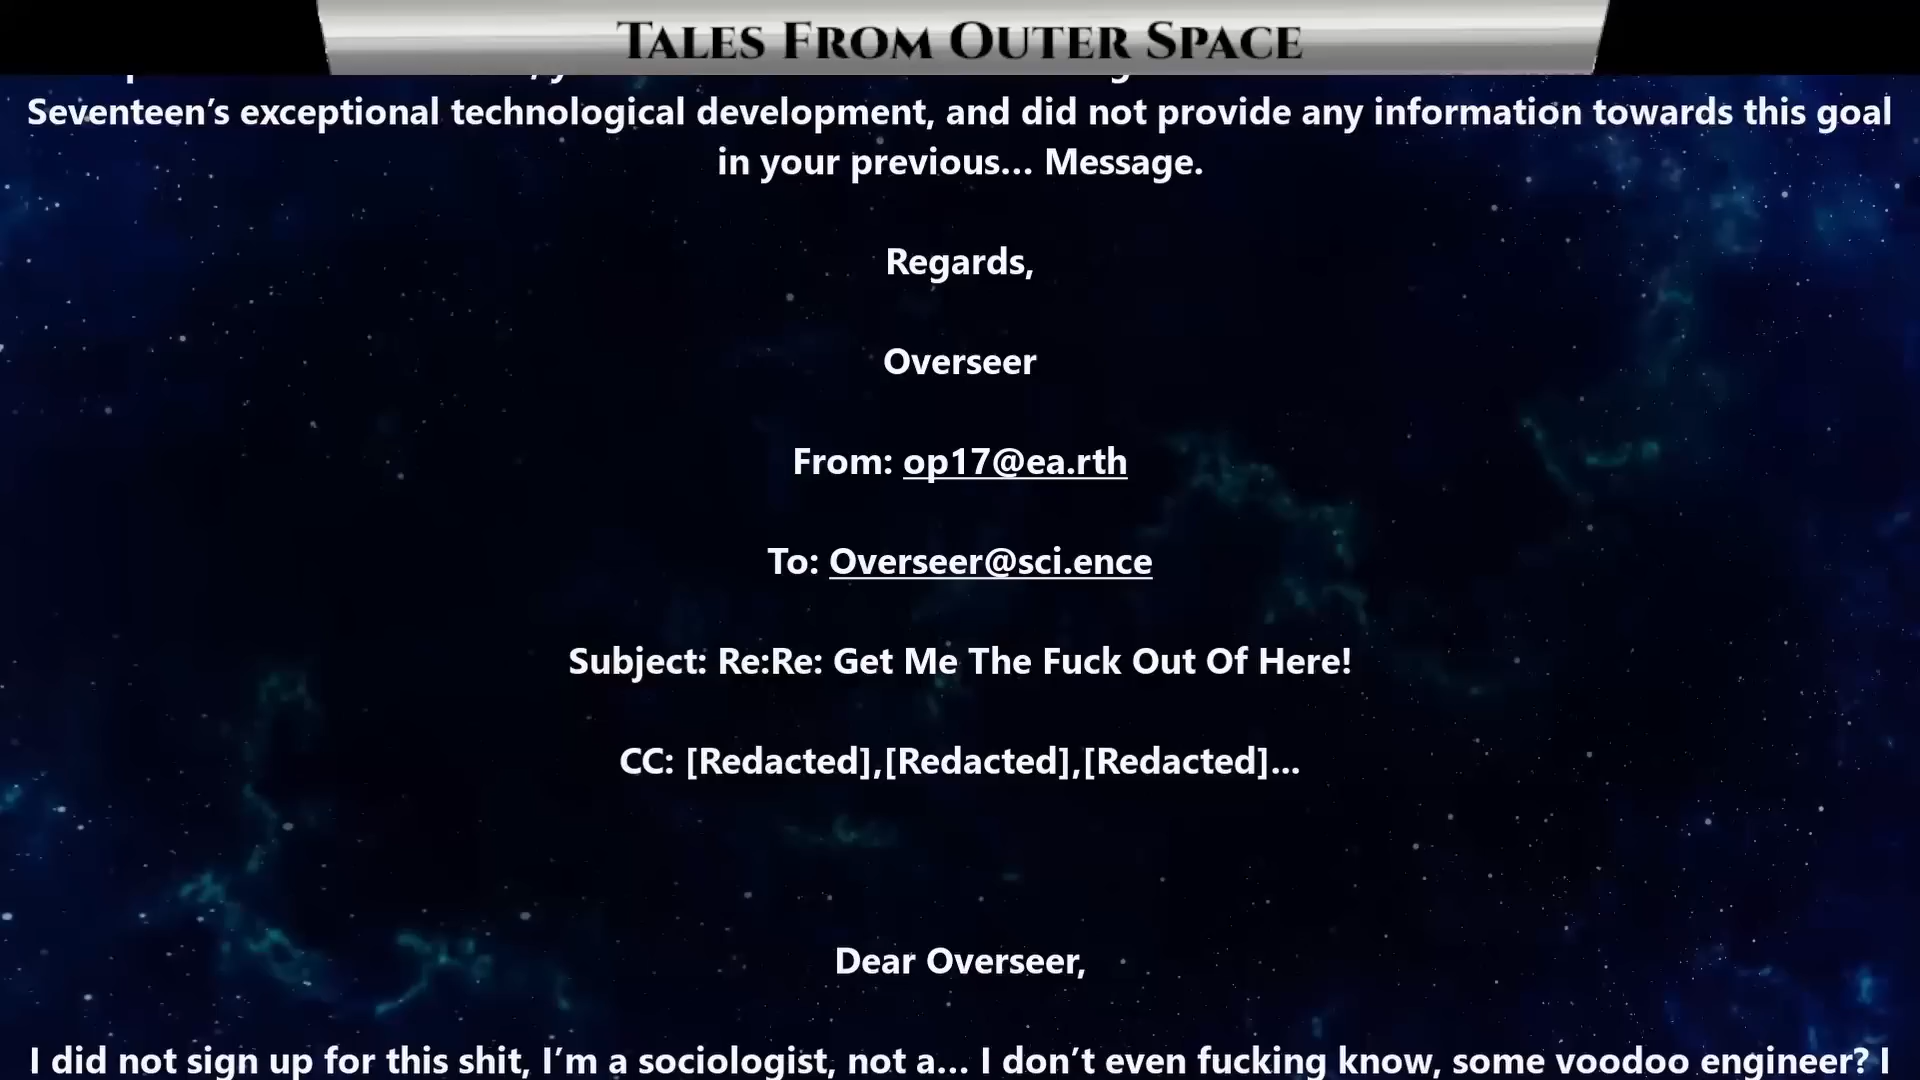 Tales From Outer Space
Seventeen’s exceptional technological development, and did not provide any information towards this goal
in your previous... Message.
Regards,
Overseer
From: op17@ea.rth
To: Overseer@sci.ence
Subject: Re:Re: Get Me The Fuck Out Of Here!
CC: [Redacted],[Redacted],[Redacted]...
Dear Overseer,
I did not sign up for this shit, I’m a sociologist, not a... I don’t even fucking know, some voodoo engineer? I